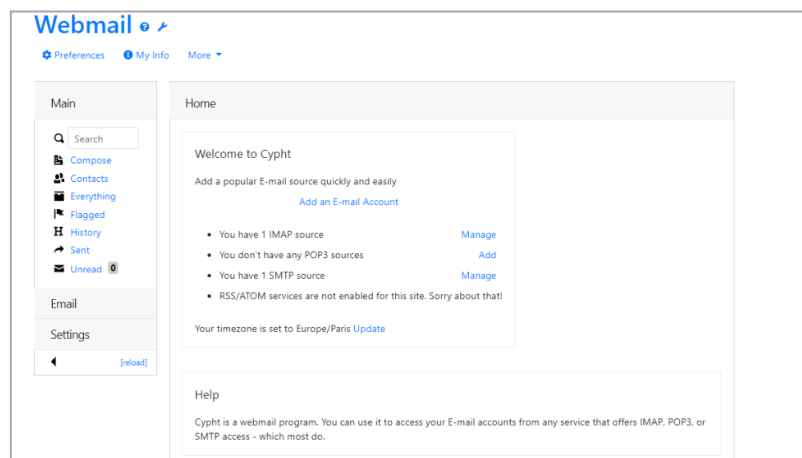 Webmail
Preferences My Info More
Main
Search
Compose
Contacts
Everything
Flagged
History
Sent
Unread 0
Email
Settings
[reload]
Home
Welcome to Cypht
Add a popular E-mail source quickly and easily
Add an E-mail Account
You have 1 IMAP source Manage
You don't have any POP3 sources Add
You have 1 SMTP source Manage
RSS/ATOM services are not enabled for this site. Sorry about that!
Your timezone is set to Europe/Paris Update
Help
Cypht is a webmail program. You can use it to access your E-mail accounts from any service that offers IMAP, POP3, or
SMTP access - which most do.